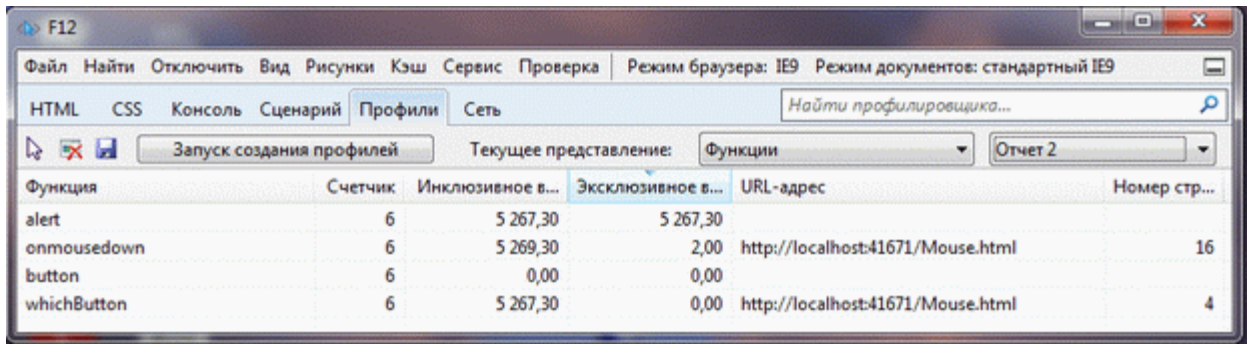 F12
Файл Найти Отключить Вид Рисунки Кэш Сервис Проверка Режим браузера: IE9 Режим документов: стандартный IE9
HTML CSS Консоль Сценарий Профили Сеть Найти профилировщика...
Запуск создания профилей Текущее представление: Функции Отчет 2
Функция Счетчик Инклюзивное в... Эксклюзивное в... URL-адрес Номер стр...
alert 6 5 267,30 5 267,30
onmousedown 6 5 269,30 2,00 http://localhost:41671/Mouse.html 16
button 6 0,00 0,00
whichButton 6 5 267,30 0,00 http://localhost:41671/Mouse.html 4